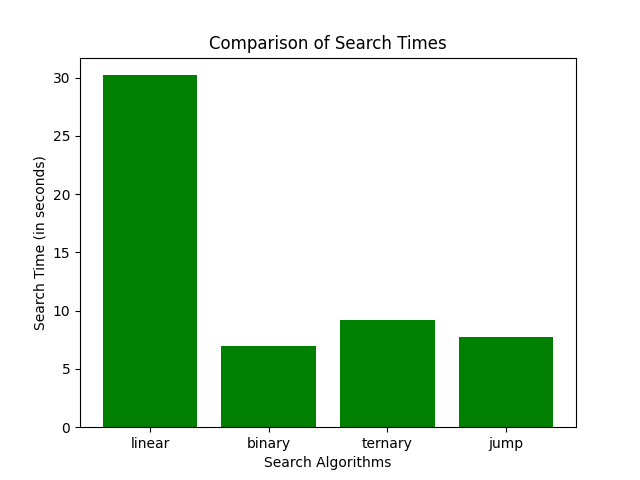 Comparison of Search Times
Search Time (in seconds)
30
25
20
15
10
5
0
linear binary ternary jump
Search Algorithms